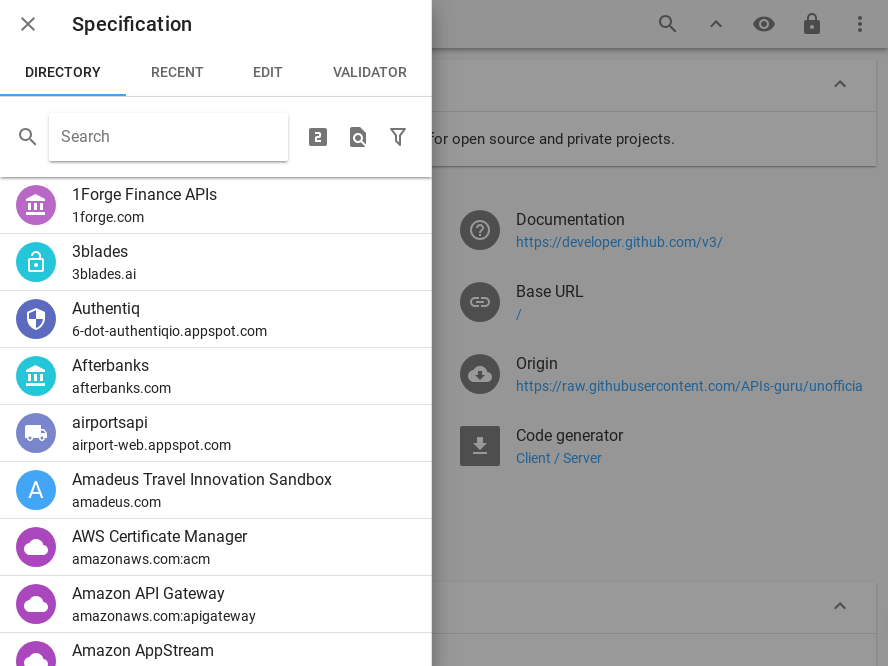 Specification
DIRECTORY
RECENT
EDIT
VALIDATOR
Search
2
1Forge Finance APIs
1forge.com
3blades
3blades.ai
Authentiq
6-dot-authentiqio.appspot.com
Afterbanks
afterbanks.com
airportsapi
airport-web.appspot.com
A
Amadeus Travel Innovation Sandbox
amadeus.com
AWS Certificate Manager
amazonaws.com:acm
Amazon API Gateway
amazonaws.com:apigateway
Amazon AppStream
for open source and private projects.
Documentation
https://developer.github.com/v3/
Base URL
/
Origin
https://raw.githubusercontent.com/APIs-guru/unofficia
Code generator
Client / Server